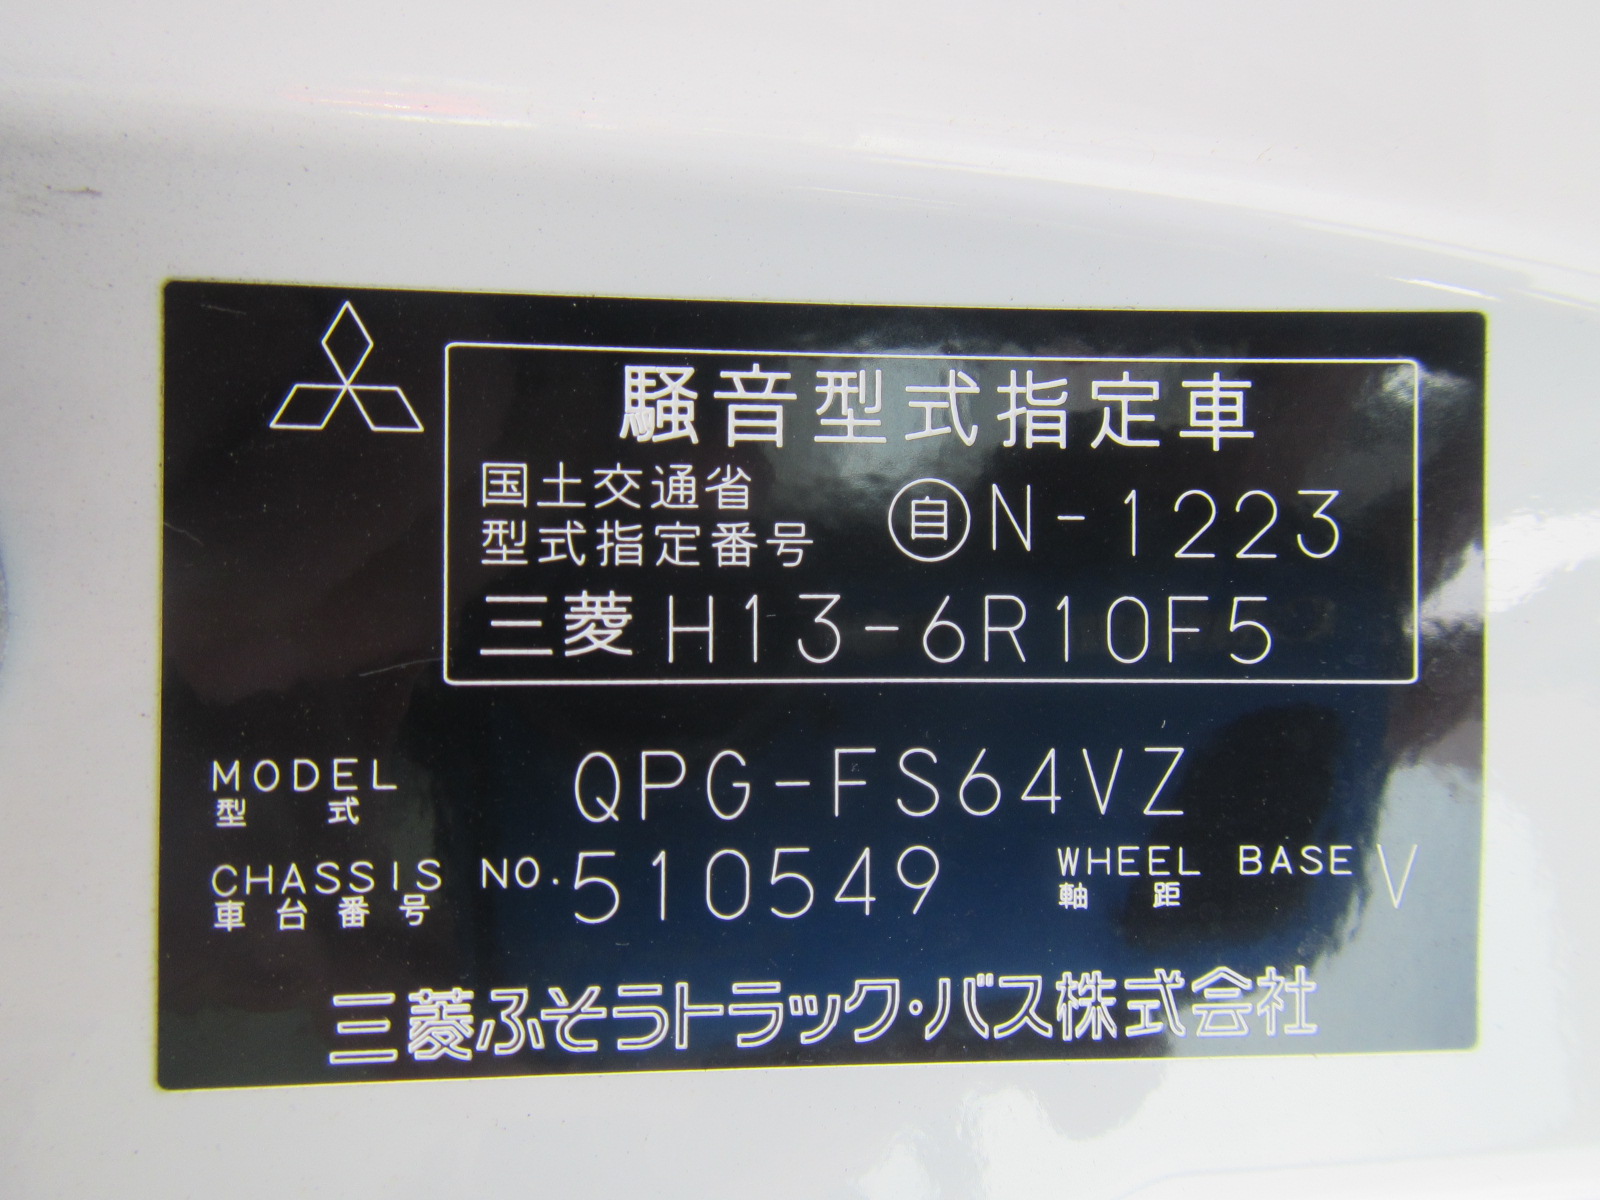 騒音型式指定車
国土交通省
型式指定番号 自N-1223
三菱 H13-6R10F5
MODEL QPG-FS64VZ
型式
CHASSIS NO. 510549 WHEEL BASE V
車台番号 軸距
三菱ふそうトラック・バス株式会社